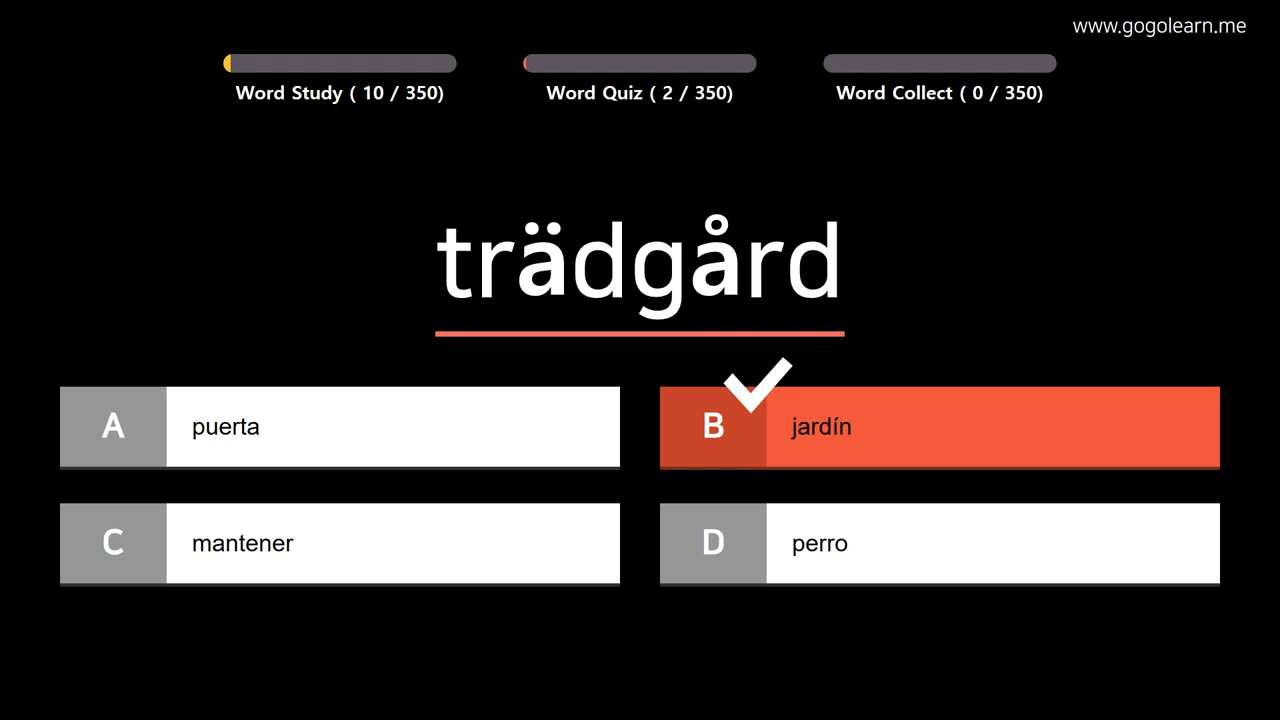 www.gogolearn.me
Word Study ( 10 / 350)
Word Quiz ( 2 / 350)
Word Collect ( 0 / 350)
trädgård
A puerta
B jardín
C mantener
D perro